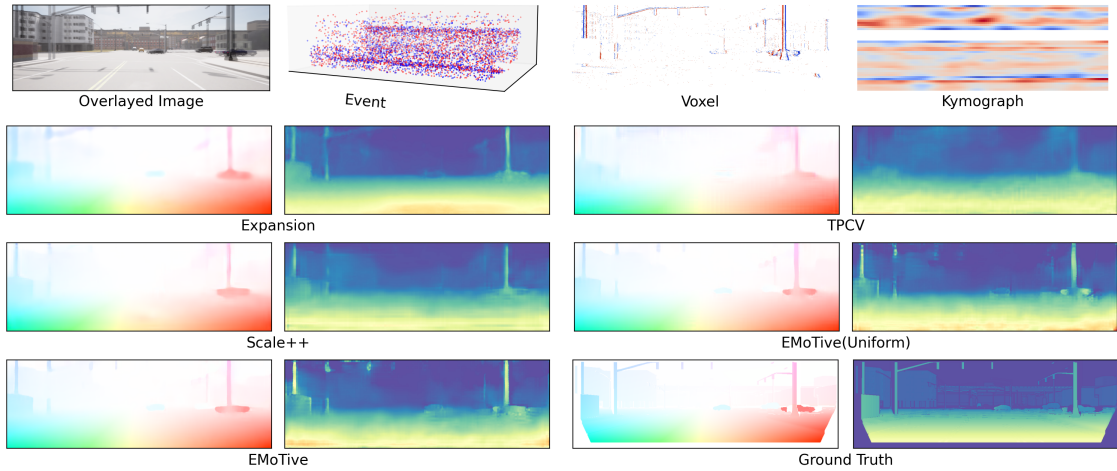 Overlayed Image
Event
Voxel
Kymograph
Expansion
TPCV
Scale++
EMoTive(Uniform)
EMoTive
Ground Truth